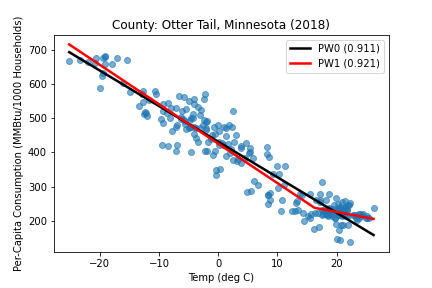 County: Otter Tail, Minnesota (2018)
PW0 (0.911)
PW1 (0.921)
Per-Capita Consumption (MMBtu/1000 Households)
700
600
500
400
300
200
−20
−10
0
10
20
Temp (deg C)